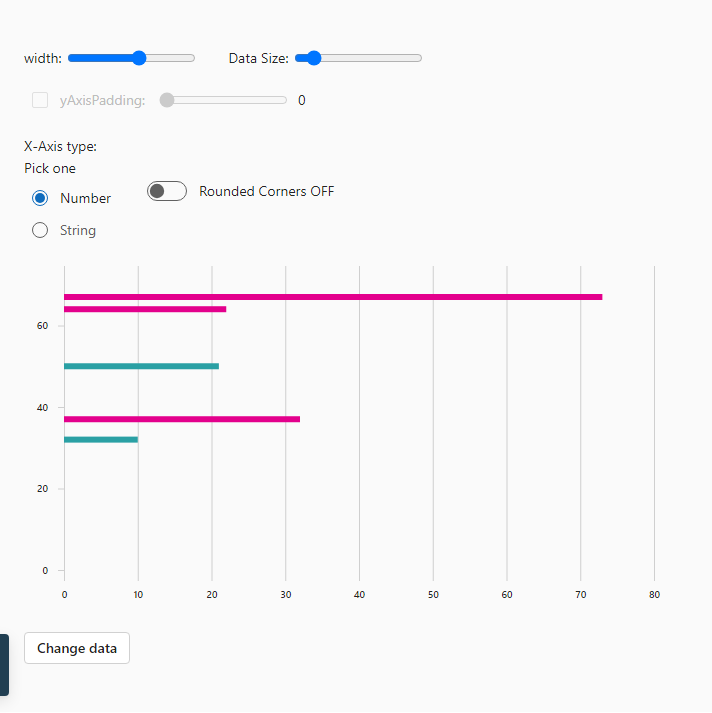 width: Data Size:
yAxisPadding: 0
X-Axis type:
Pick one
Number
Rounded Corners OFF
String
60
40
20
0
0 10 20 30 40 50 60 70 80
Change data